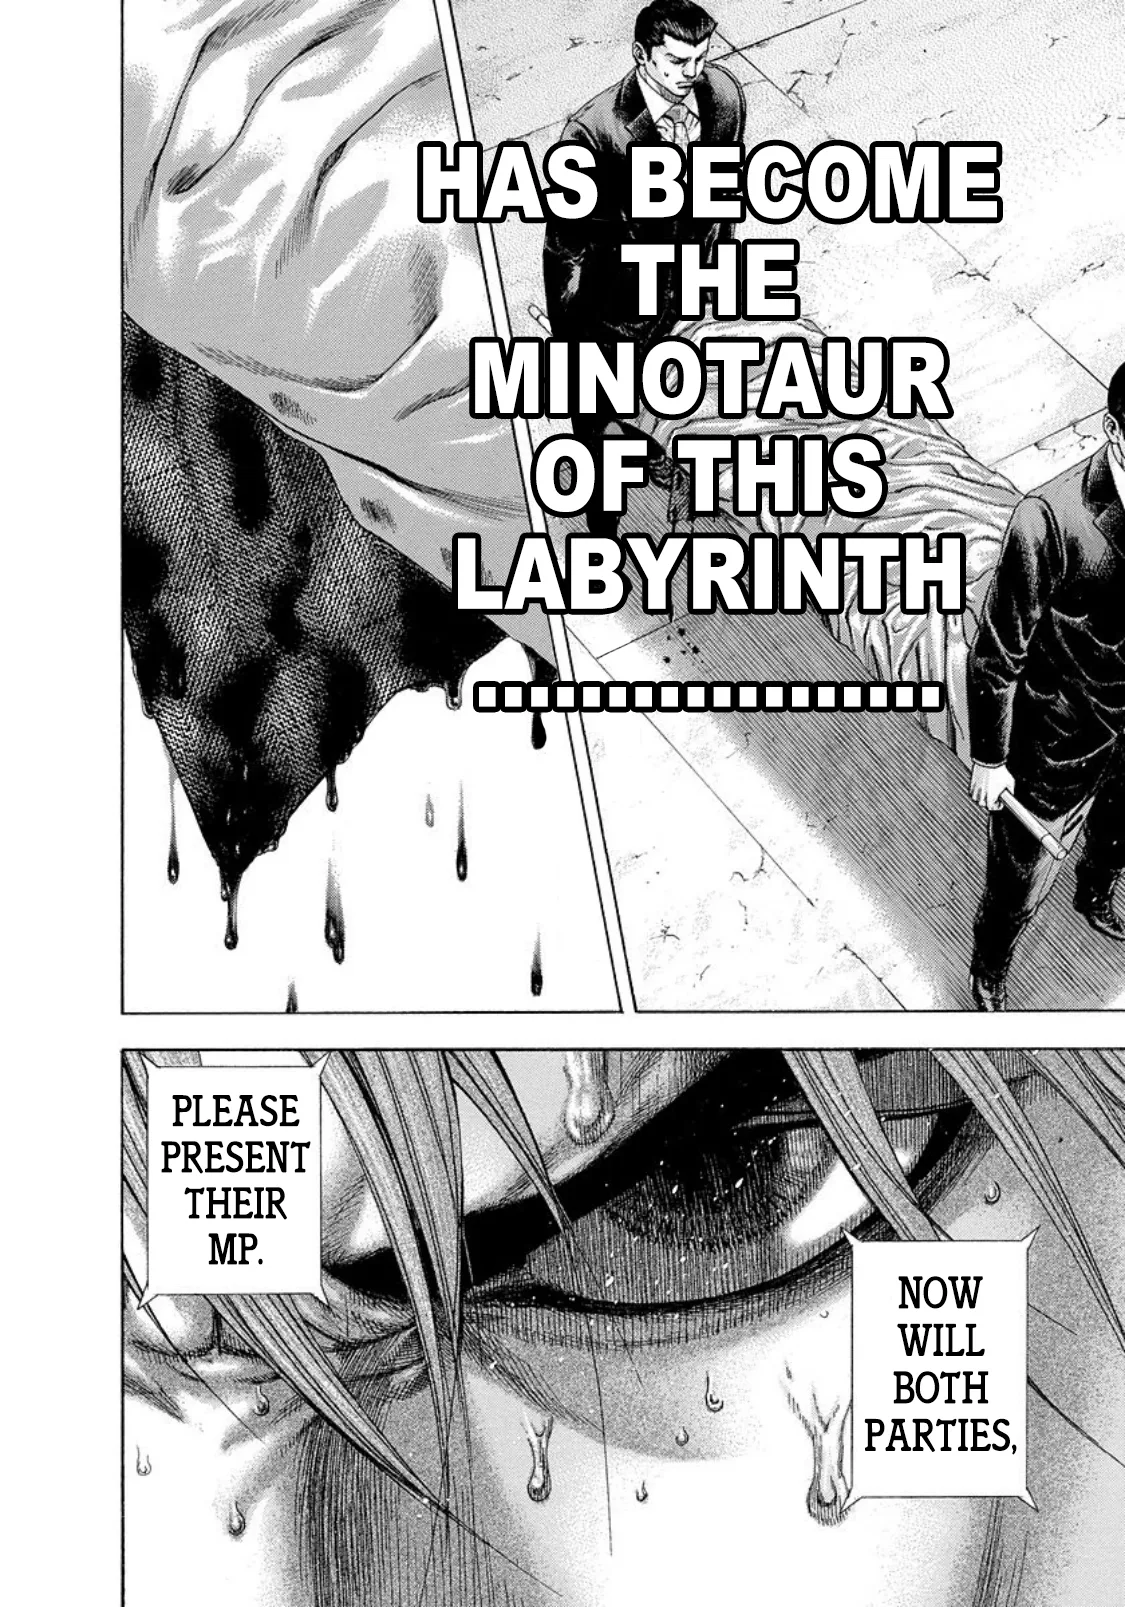 HAS BECOME
THE
MINOTAUR
OF THIS
LABYRINTH
..................
NOW
WILL
BOTH
PARTIES,
PLEASE
PRESENT
THEIR
MP.